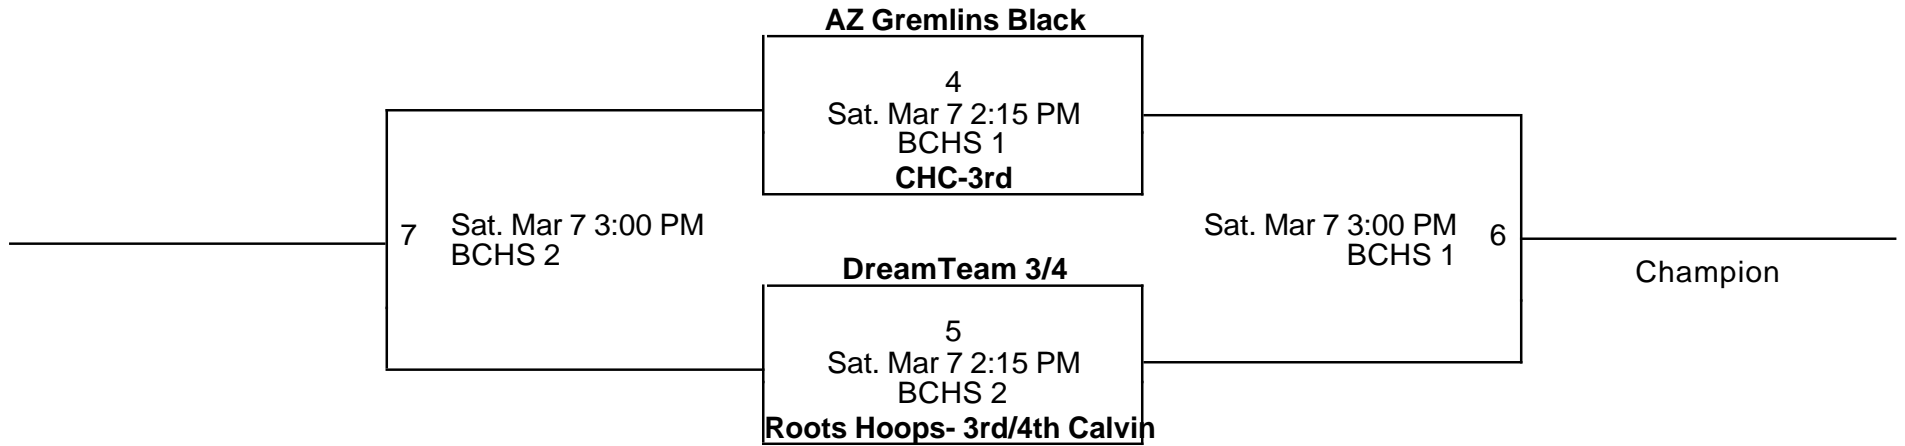 AZ Gremlins Black
4
Sat. Mar 7 2:15 PM
BCHS 1
CHC-3rd
7
Sat. Mar 7 3:00 PM
BCHS 2
Sat. Mar 7 3:00 PM
BCHS 1
6
Champion
DreamTeam 3/4
5
Sat. Mar 7 2:15 PM
BCHS 2
Roots Hoops- 3rd/4th Calvin